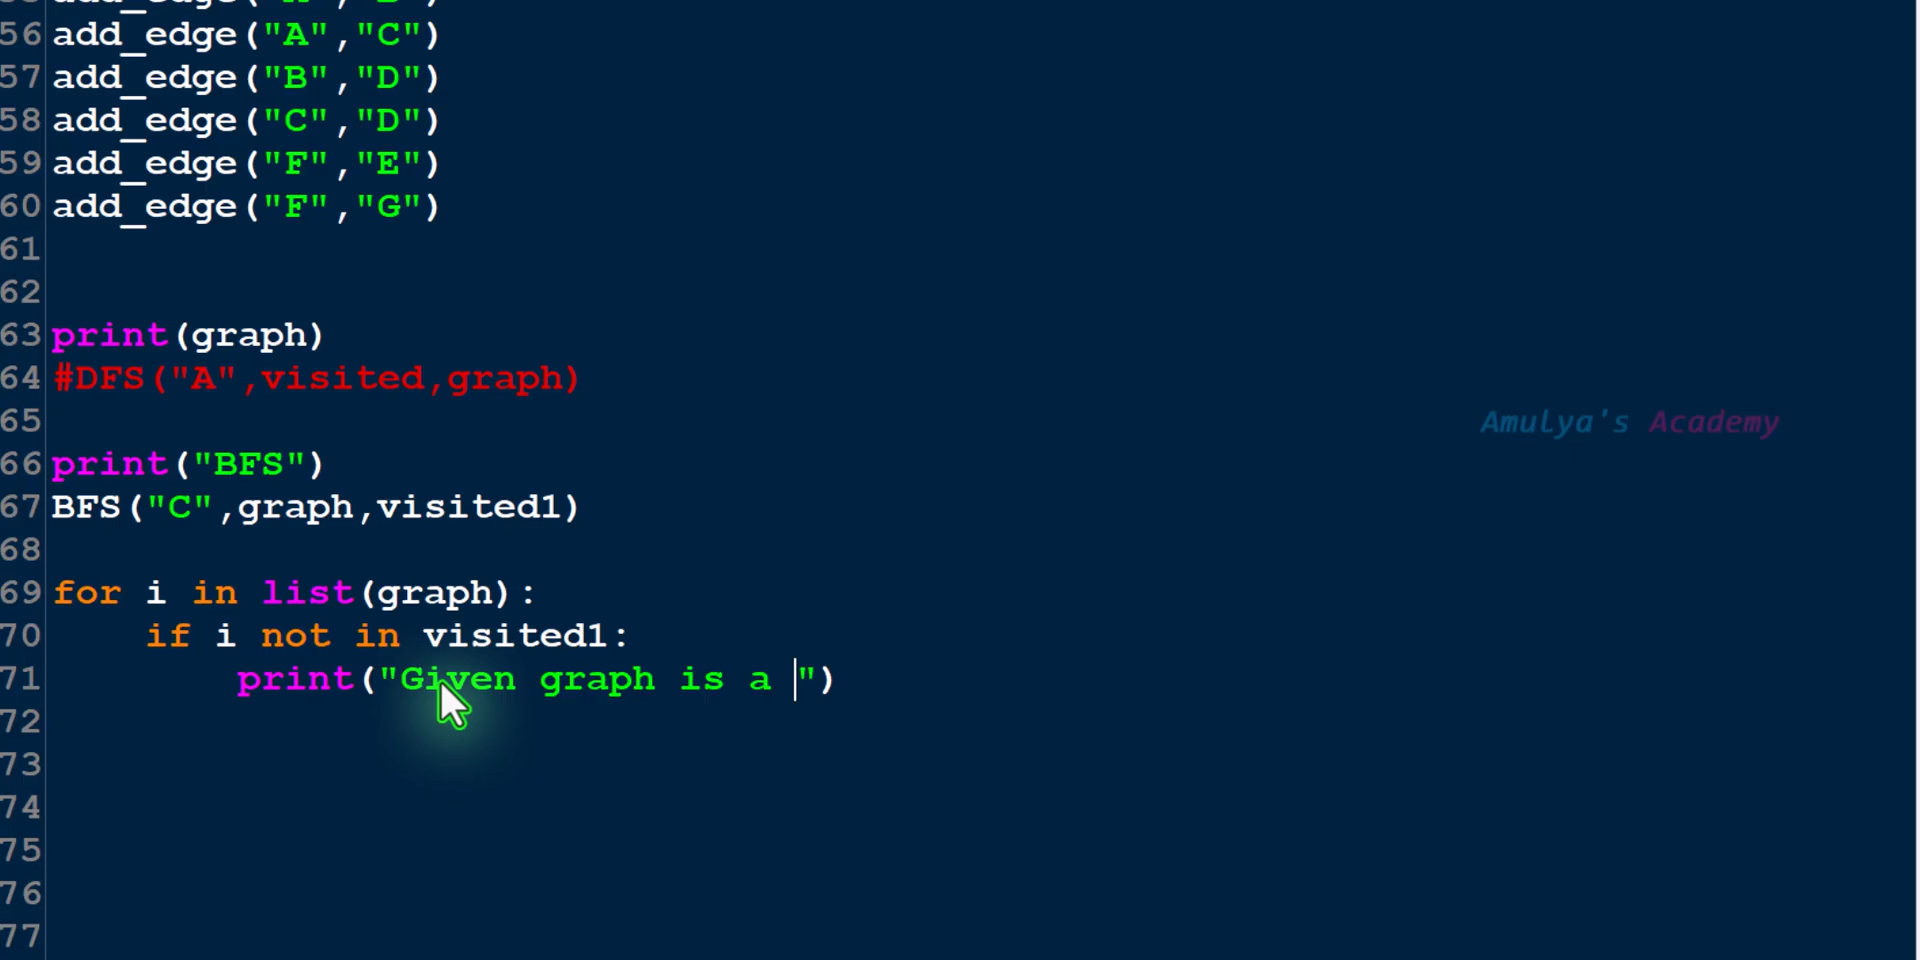 55 add_edge("A","B")
56 add_edge("A","C")
57 add_edge("B","D")
58 add_edge("C","D")
59 add_edge("F","E")
60 add_edge("F","G")
61
62
63 print(graph)
64 #DFS("A",visited,graph)
65
Amulya's Academy
66 print("BFS")
67 BFS("C",graph,visited1)
68
69 for i in list(graph):
70     if i not in visited1:
71         print("Given graph is a ")
72
73
74
75
76
77